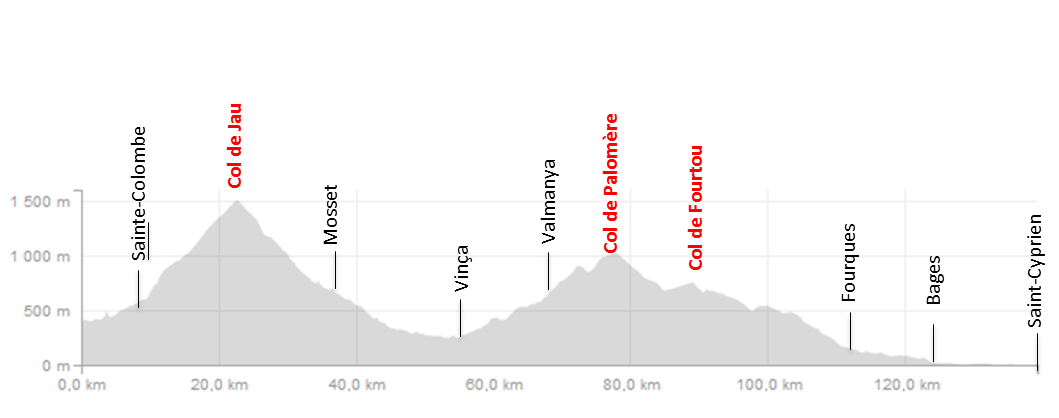 Sainte-Colombe
Col de Jau
Mosset
Vinça
Valmanya
Col de Palomère
Col de Fourtou
Fourques
Bages
Saint-Cyprien
1 500 m
1 000 m
500 m
0 m
0,0 km
20,0 km
40,0 km
60,0 km
80,0 km
100,0 km
120,0 km